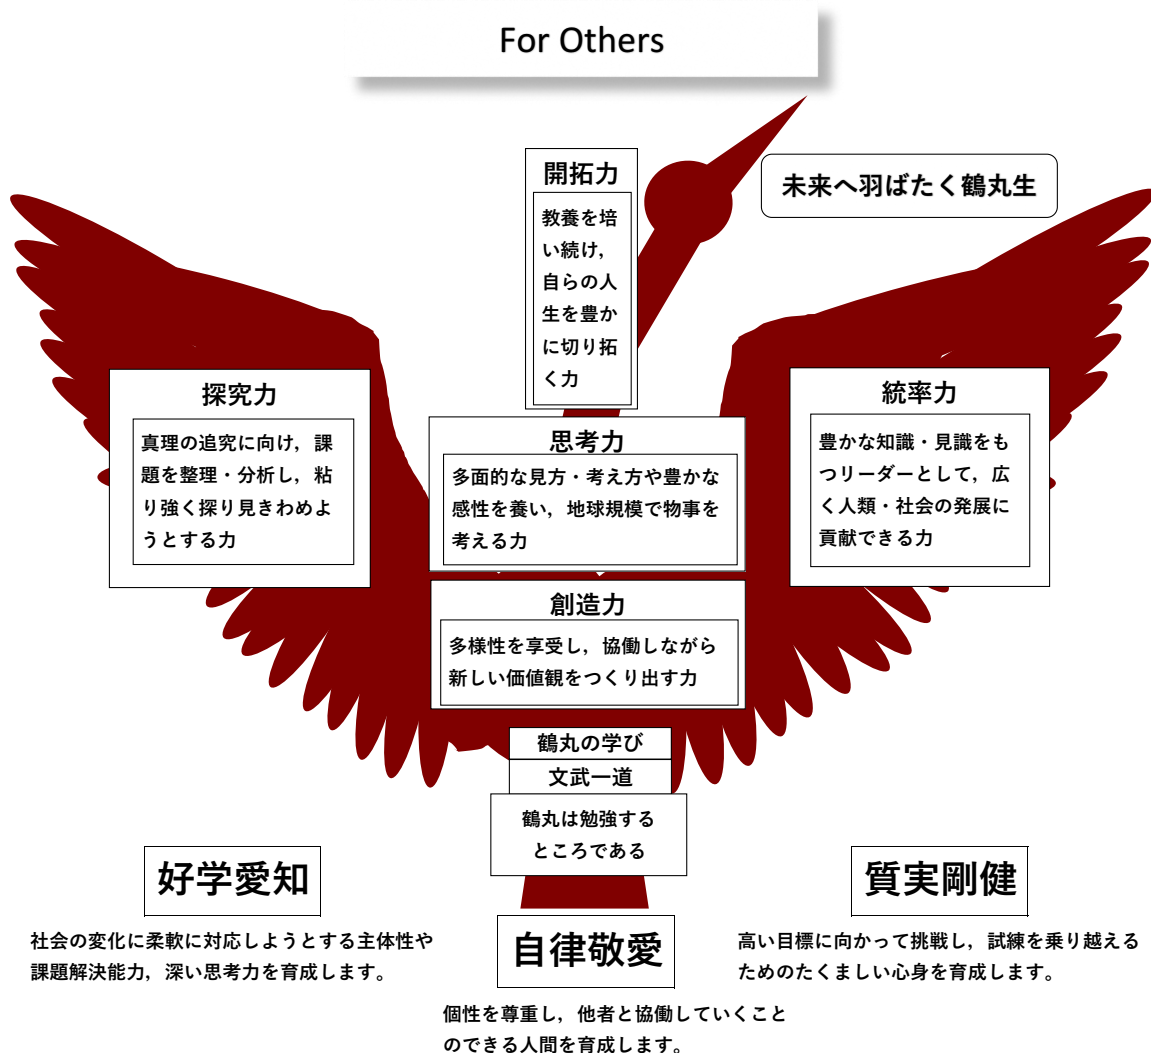 For Others
未来へ羽ばたく鶴丸生
開拓力
教養を培
い続け，
自らの人
生を豊か
に切り拓
く力
探究力
真理の追究に向け，課
題を整理・分析し，粘
り強く探り見きわめよ
うとする力
思考力
多面的な見方・考え方や豊かな
感性を養い，地球規模で物事を
考える力
統率力
豊かな知識・見識をも
つリーダーとして，広
く人類・社会の発展に
貢献できる力
創造力
多様性を享受し，協働しながら
新しい価値観をつくり出す力
鶴丸の学び
文武一道
鶴丸は勉強する
ところである
好学愛知
社会の変化に柔軟に対応しようとする主体性や
課題解決能力，深い思考力を育成します。
自律敬愛
個性を尊重し，他者と協働していくこと
のできる人間を育成します。
質実剛健
高い目標に向かって挑戦し，試練を乗り越える
ためのたくましい心身を育成します。